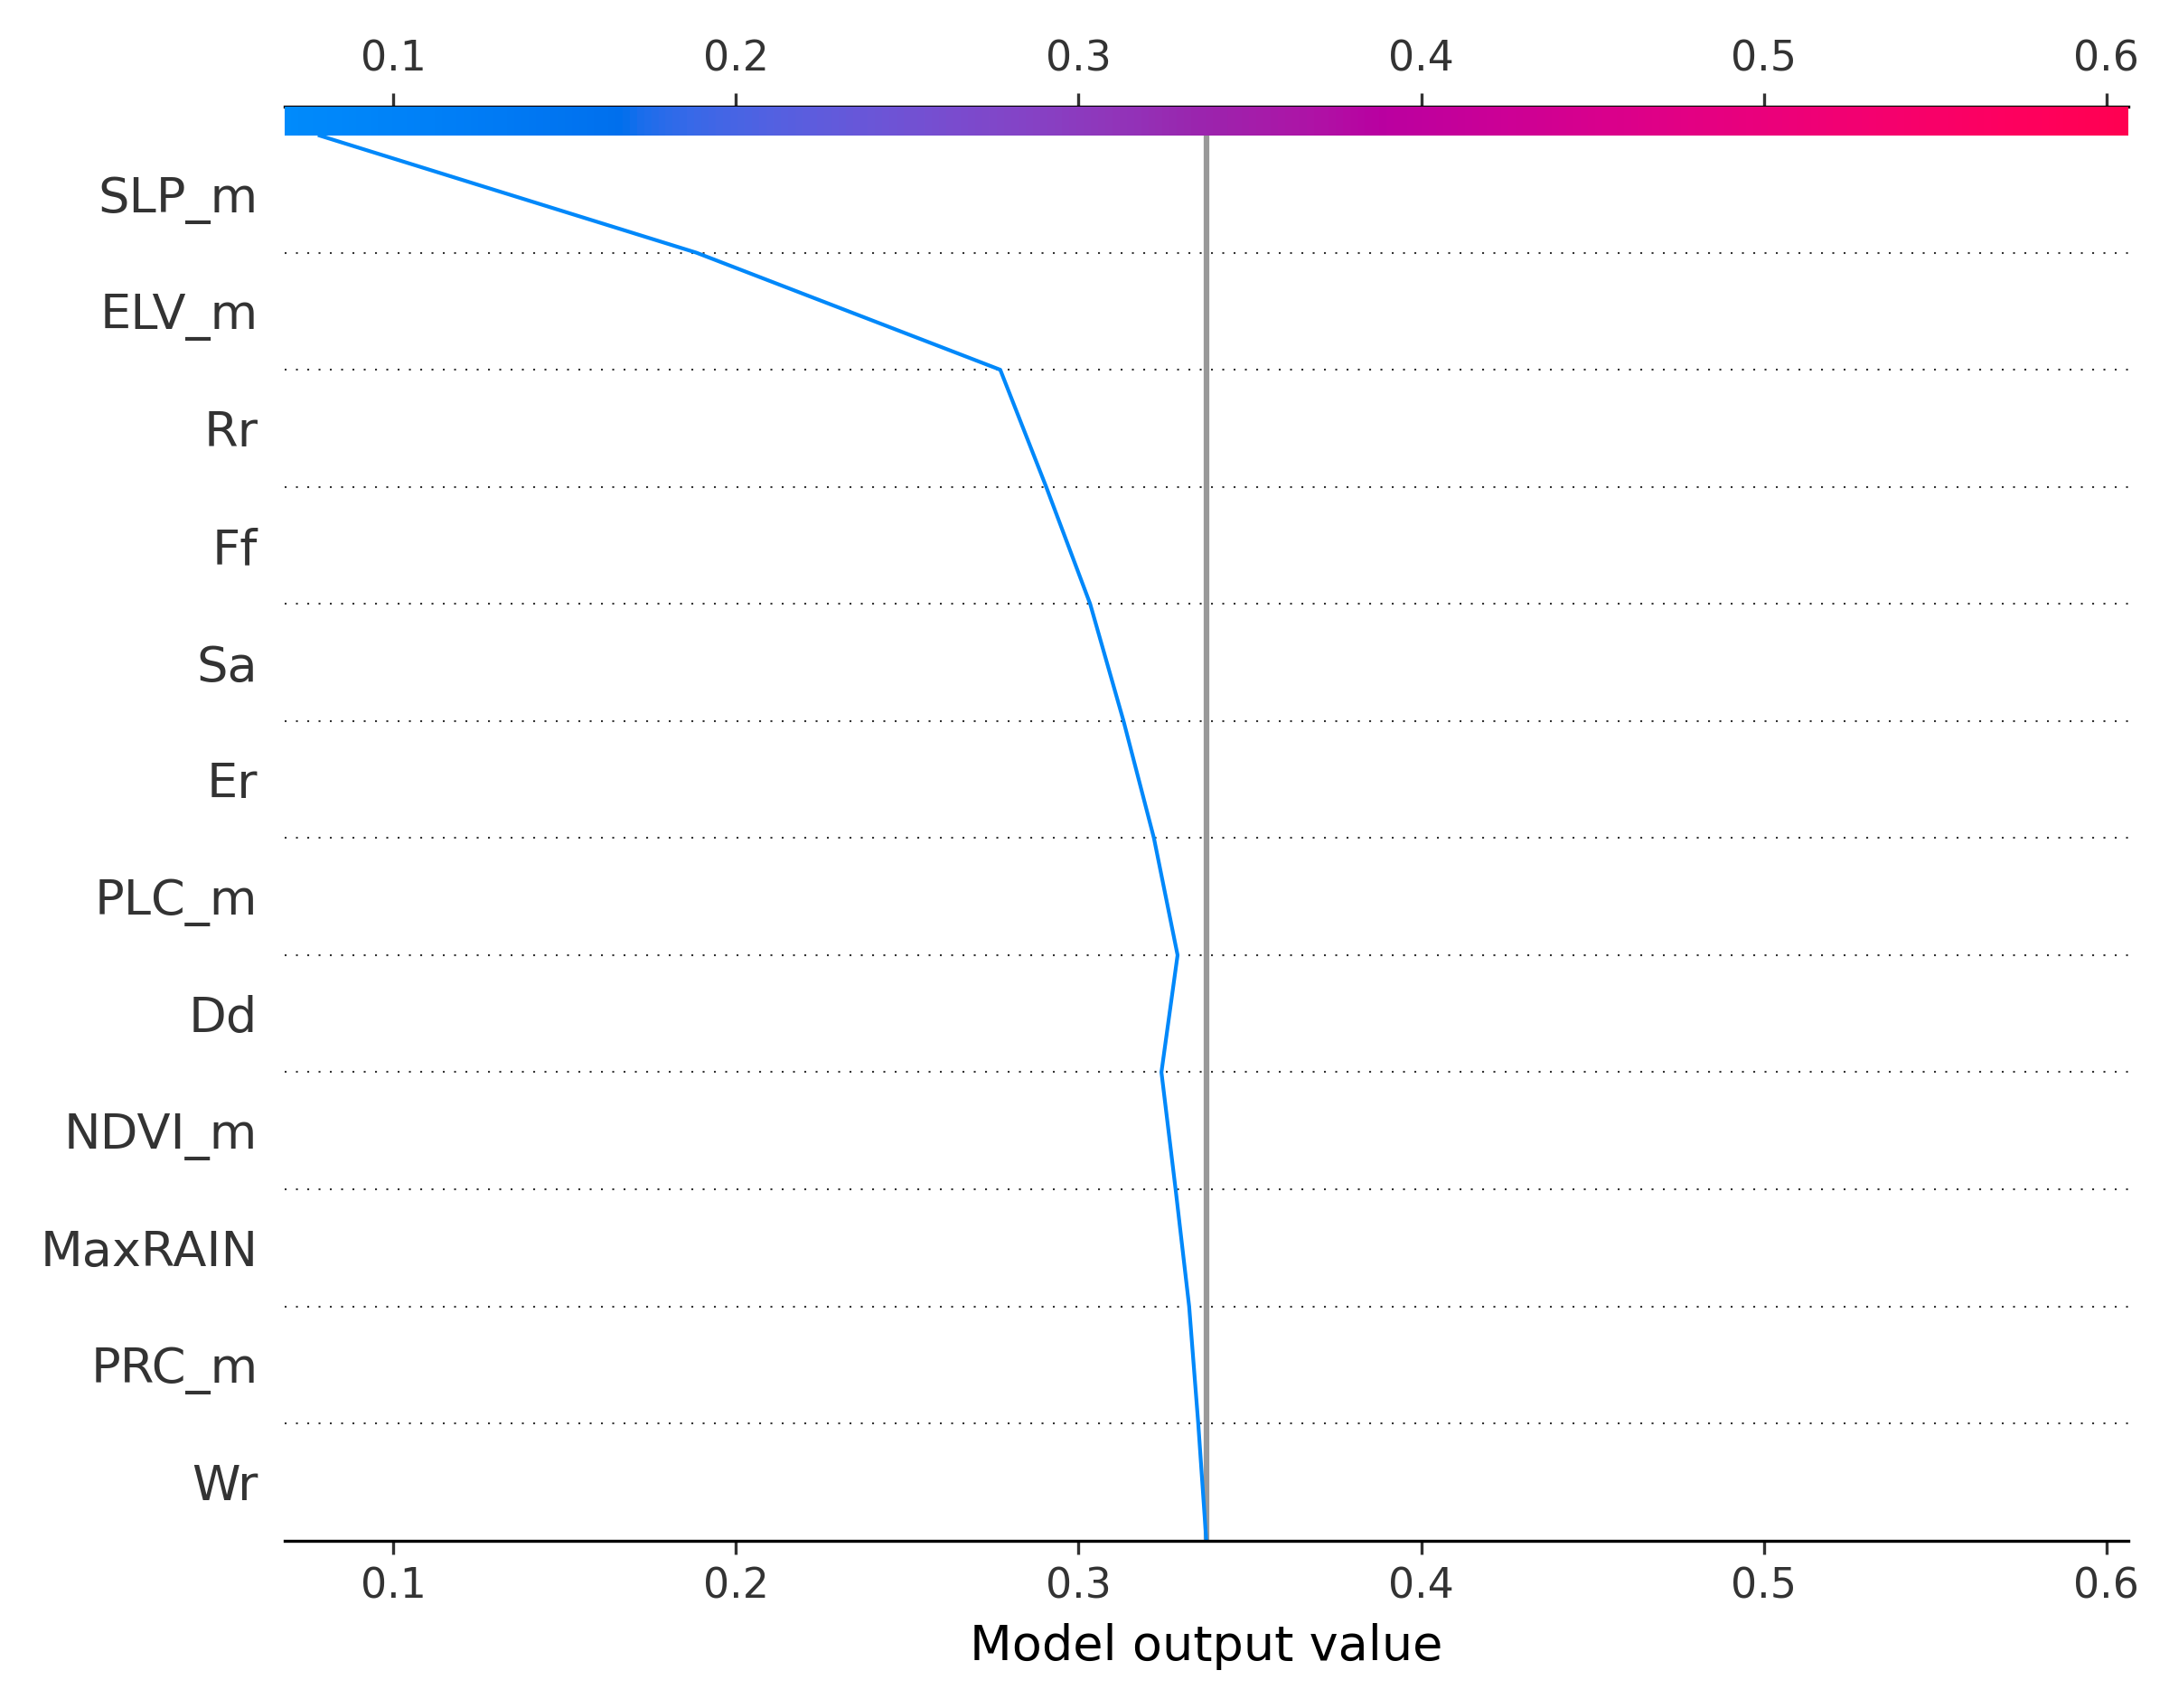 0.1 0.2 0.3 0.4 0.5 0.6
SLP_m
ELV_m
Rr
Ff
Sa
Er
PLC_m
Dd
NDVI_m
MaxRAIN
PRC_m
Wr
0.1 0.2 0.3 0.4 0.5 0.6
Model output value